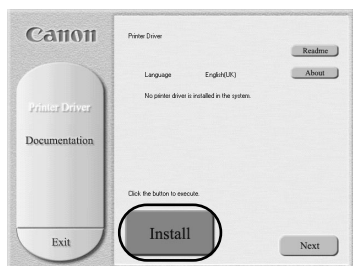 Canon
Printer Driver
Documentation
Exit
Printer Driver
Readme
Language English(UK)
About
No printer driver is installed in the system.
Click the button to execute.
Install
Next